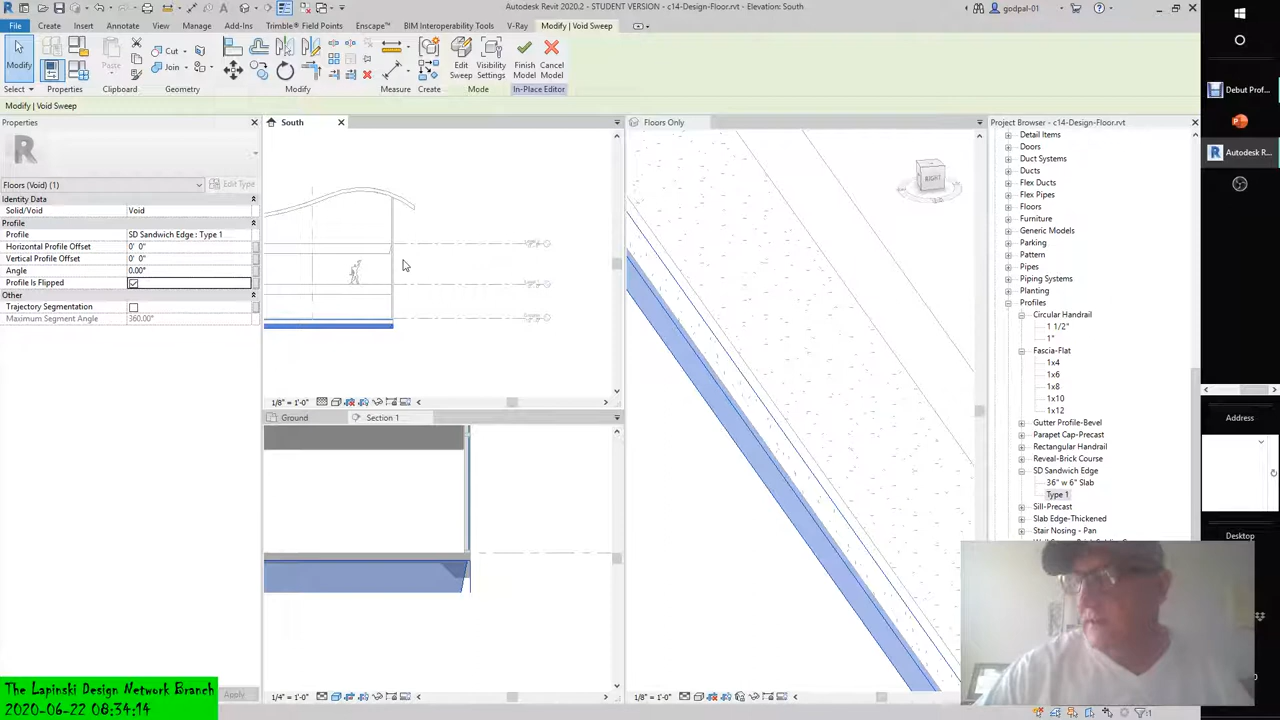 Autodesk Revit 2020.2 - STUDENT VERSION - c14-Design-Floor.rvt - Elevation: South
godpal-01
File Create Insert Annotate View Manage Add-Ins Trimble® Field Points Enscape™ BIM Interoperability Tools V-Ray Modify | Void Sweep
Modify
Paste
Cut
Join
Edit Sweep
Visibility Settings
Finish Model
Cancel Model
Select Properties Clipboard Geometry Modify Measure Create Mode In-Place Editor
Modify | Void Sweep
Properties
Floors (Void) (1)
Edit Type
Identity Data
Solid/Void Void
Profile
Profile SD Sandwich Edge : Type 1
Horizontal Profile Offset 0' 0"
Vertical Profile Offset 0' 0"
Angle 0.00°
Profile Is Flipped
Other
Trajectory Segmentation
Maximum Segment Angle 360.00°
Apply
South
1/8" = 1'-0"
Ground Section 1
1/4" = 1'-0"
Floors Only
RIGHT
1/8" = 1'-0"
Project Browser - c14-Design-Floor.rvt
Detail Items
Doors
Duct Systems
Ducts
Flex Ducts
Flex Pipes
Floors
Furniture
Generic Models
Parking
Pattern
Pipes
Piping Systems
Planting
Profiles
Circular Handrail
1 1/2"
1"
Fascia-Flat
1x4
1x6
1x8
1x10
1x12
Gutter Profile-Bevel
Parapet Cap-Precast
Rectangular Handrail
Reveal-Brick Course
SD Sandwich Edge
36" w 6" Slab
Type 1
Sill-Precast
Slab Edge-Thickened
Stair Nosing - Pan
Debut Prof...
Autodesk R...
Address
Desktop
:1
The Lapinski Design Network Branch
2020-06-22 08:34:14